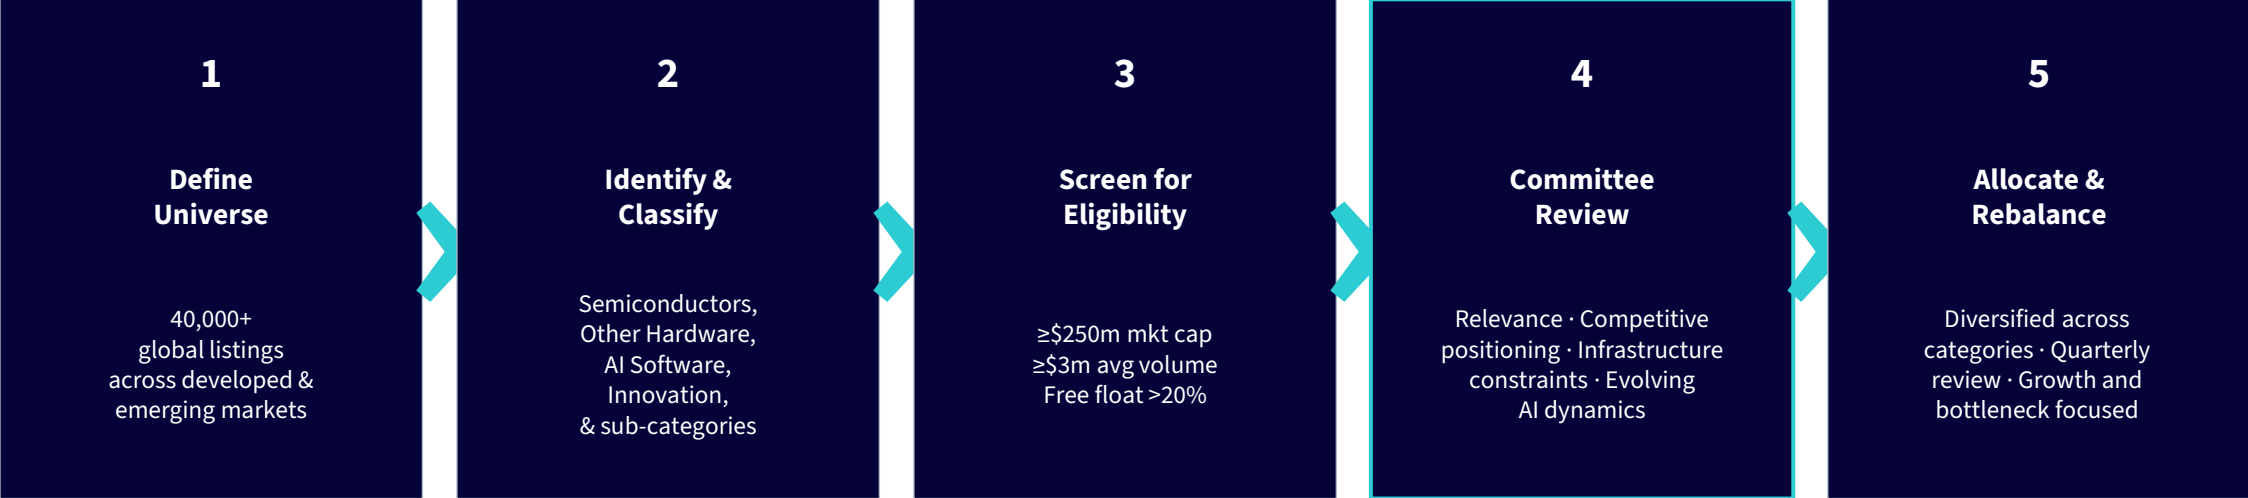 1
Define
Universe
40,000+
global listings
across developed &
emerging markets
2
Identify &
Classify
Semiconductors,
Other Hardware,
AI Software,
Innovation,
& sub-categories
3
Screen for
Eligibility
≥$250m mkt cap
≥$3m avg volume
Free float >20%
4
Committee
Review
Relevance · Competitive
positioning · Infrastructure
constraints · Evolving
AI dynamics
5
Allocate &
Rebalance
Diversified across
categories · Quarterly
review · Growth and
bottleneck focused